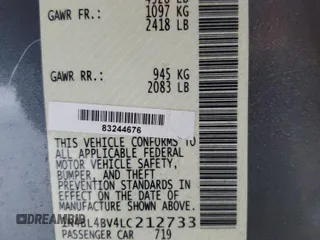 GAWR FR.: 1097 KG
2418 LB
GAWR RR.: 945 KG
2083 LB
83244676
THIS VEHICLE CONFORMS TO
ALL APPLICABLE FEDERAL
MOTOR VEHICLE SAFETY,
BUMPER, AND THEFT
PREVENTION STANDARDS IN
EFFECT ON THE DATE OF
MANUFACTURE SHOWN ABOVE.
1N4BL4BV4LC212733
PASSENGER CAR 719
DREAMBID